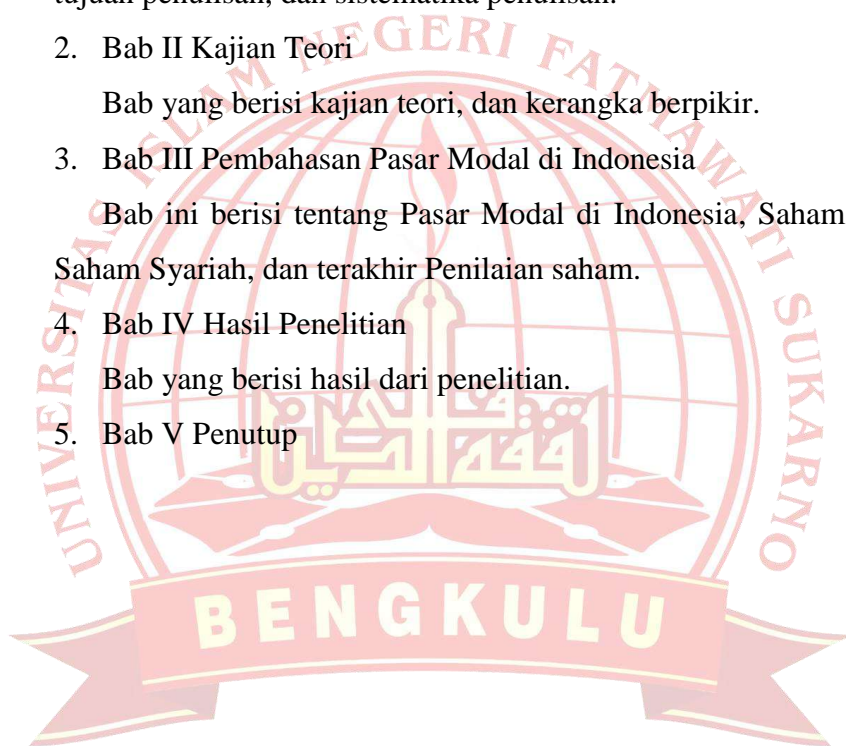 tujuan penulisan, dan sistematika penulisan.
2. Bab II Kajian Teori
Bab yang berisi kajian teori, dan kerangka berpikir.
3. Bab III Pembahasan Pasar Modal di Indonesia
Bab ini berisi tentang Pasar Modal di Indonesia, Saham
Saham Syariah, dan terakhir Penilaian saham.
4. Bab IV Hasil Penelitian
Bab yang berisi hasil dari penelitian.
5. Bab V Penutup
UNIVERSITAS ISLAM NEGERI FATMAWATI SUKARNO
BENGKULU